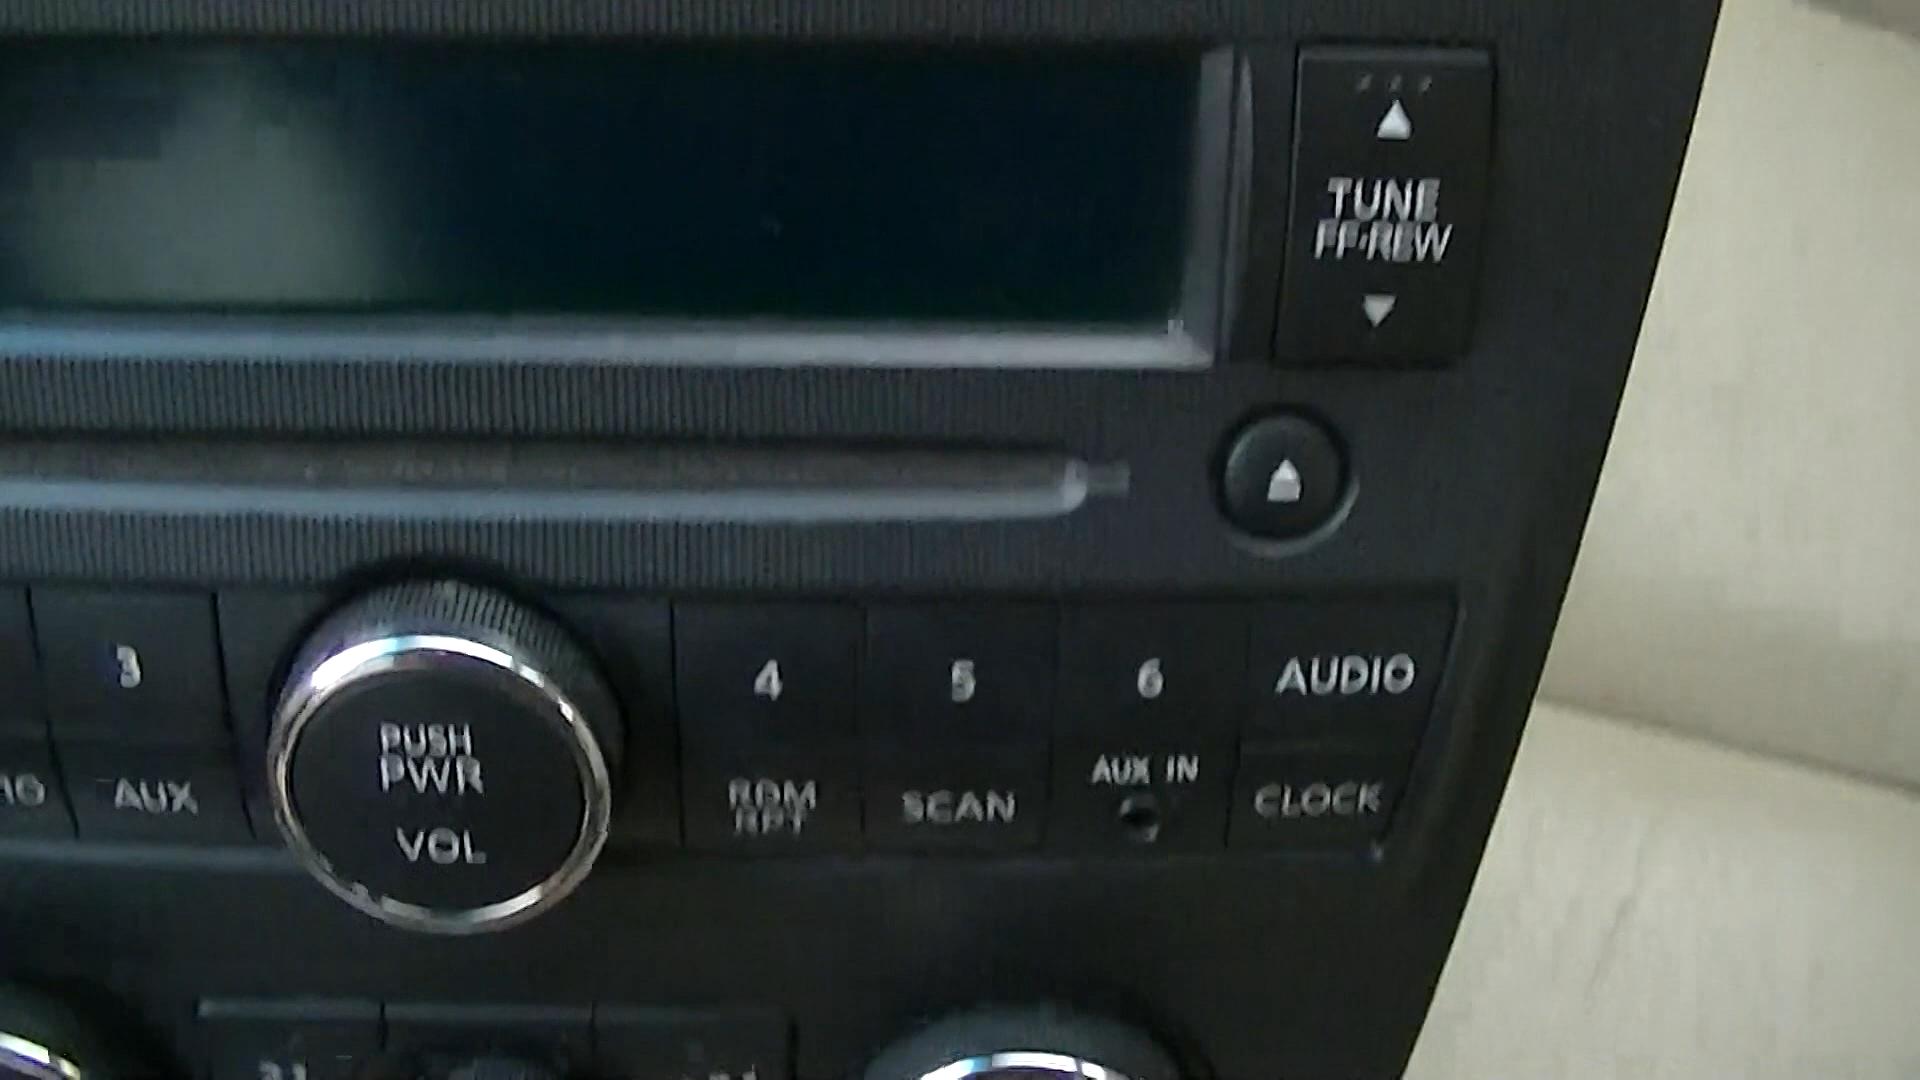 TUNE
FF·REW
3
4
5
6
AUDIO
PUSH
PWR
VOL
AUX
RDM
RPT
SCAN
AUX IN
CLOCK